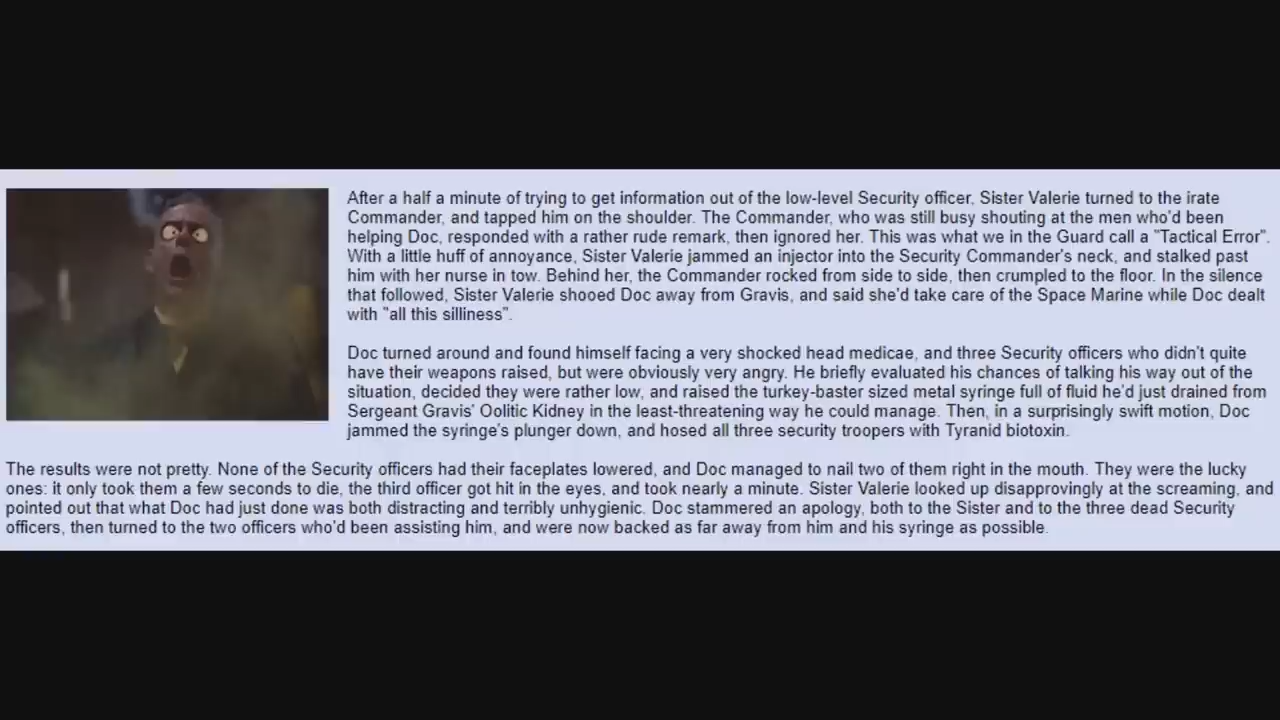 After a half a minute of trying to get information out of the low-level Security officer, Sister Valerie turned to the irate
Commander, and tapped him on the shoulder. The Commander, who was still busy shouting at the men who'd been
helping Doc, responded with a rather rude remark, then ignored her. This was what we in the Guard call a "Tactical Error".
With a little huff of annoyance, Sister Valerie jammed an injector into the Security Commander's neck, and stalked past
him with her nurse in tow. Behind her, the Commander rocked from side to side, then crumpled to the floor. In the silence
that followed, Sister Valerie shooed Doc away from Gravis, and said she'd take care of the Space Marine while Doc dealt
with "all this silliness".
Doc turned around and found himself facing a very shocked head medicae, and three Security officers who didn't quite
have their weapons raised, but were obviously very angry. He briefly evaluated his chances of talking his way out of the
situation, decided they were rather low, and raised the turkey-baster sized metal syringe full of fluid he'd just drained from
Sergeant Gravis' Oolitic Kidney in the least-threatening way he could manage. Then, in a surprisingly swift motion, Doc
jammed the syringe's plunger down, and hosed all three security troopers with Tyranid biotoxin.
The results were not pretty. None of the Security officers had their faceplates lowered, and Doc managed to nail two of them right in the mouth. They were the lucky
ones: it only took them a few seconds to die, the third officer got hit in the eyes, and took nearly a minute. Sister Valerie looked up disapprovingly at the screaming, and
pointed out that what Doc had just done was both distracting and terribly unhygienic. Doc stammered an apology, both to the Sister and to the three dead Security
officers, then turned to the two officers who'd been assisting him, and were now backed as far away from him and his syringe as possible.